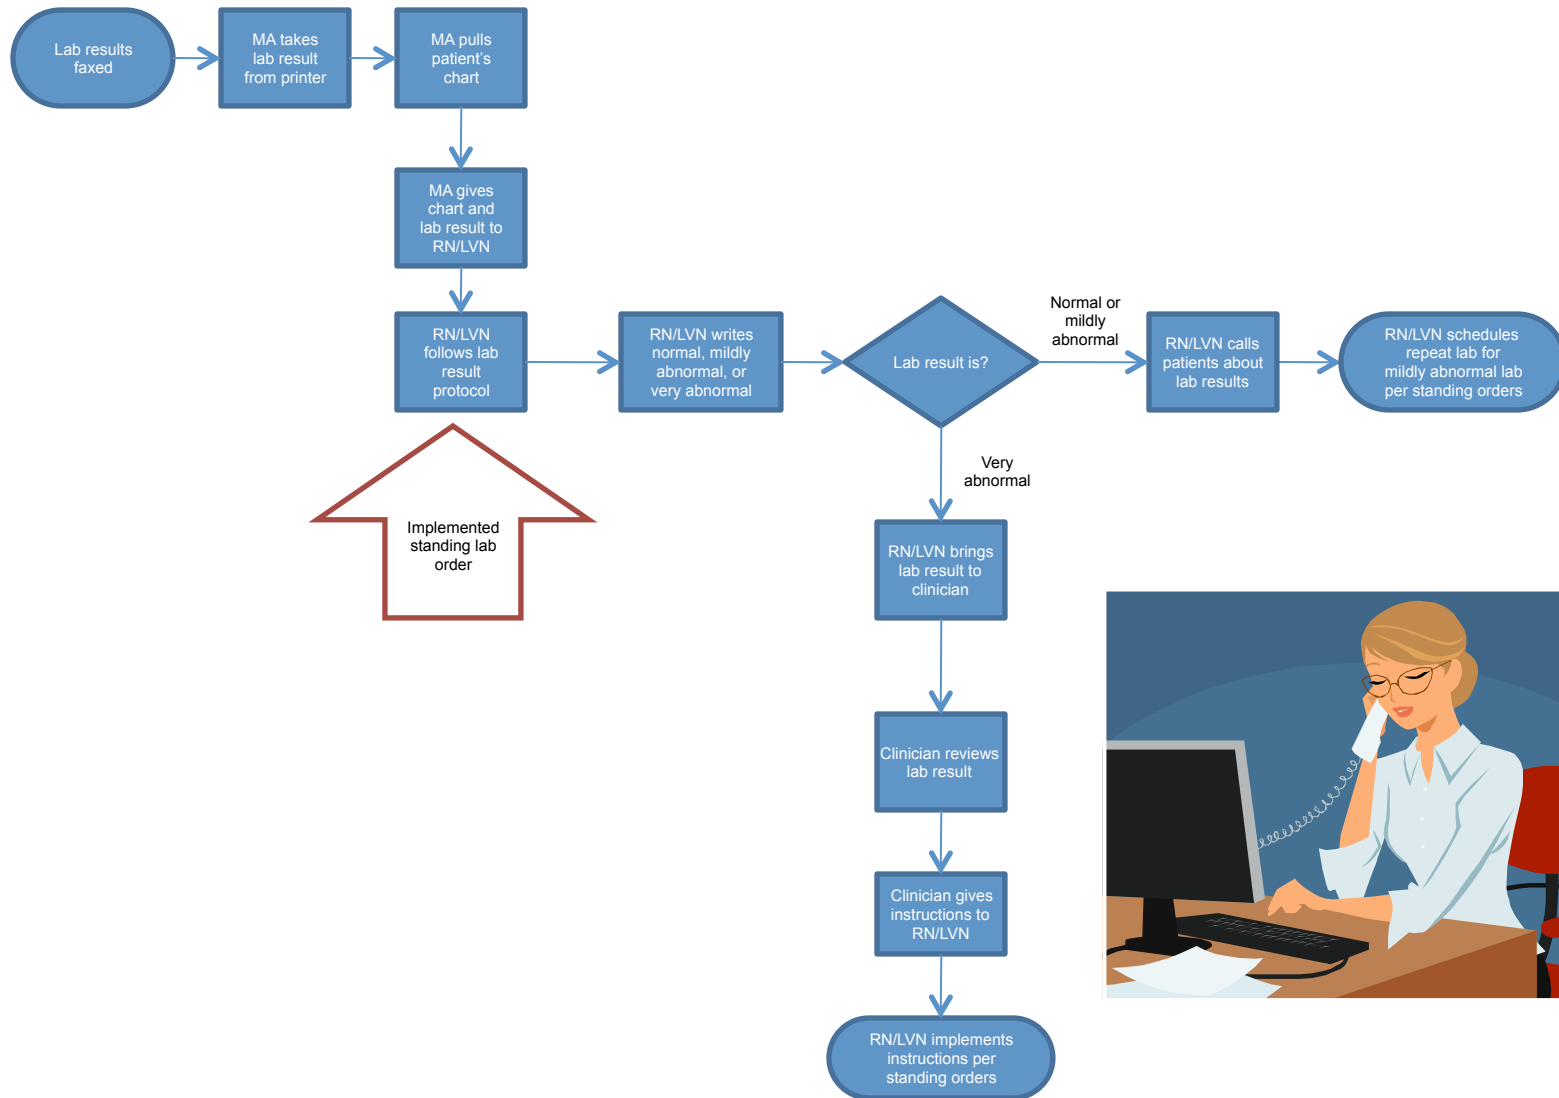 Lab results
faxed
MA takes
lab result
from printer
MA pulls
patient's
chart
MA gives
chart and
lab result to
RN/LVN
RN/LVN
follows lab
result
protocol
RN/LVN writes
normal, mildly
abnormal, or
very abnormal
Lab result is?
Normal or
mildly
abnormal
RN/LVN calls
patients about
lab results
RN/LVN schedules
repeat lab for
mildly abnormal lab
per standing orders
Implemented
standing lab
order
Very
abnormal
RN/LVN brings
lab result to
clinician
Clinician reviews
lab result
Clinician gives
instructions to
RN/LVN
RN/LVN implements
instructions per
standing orders